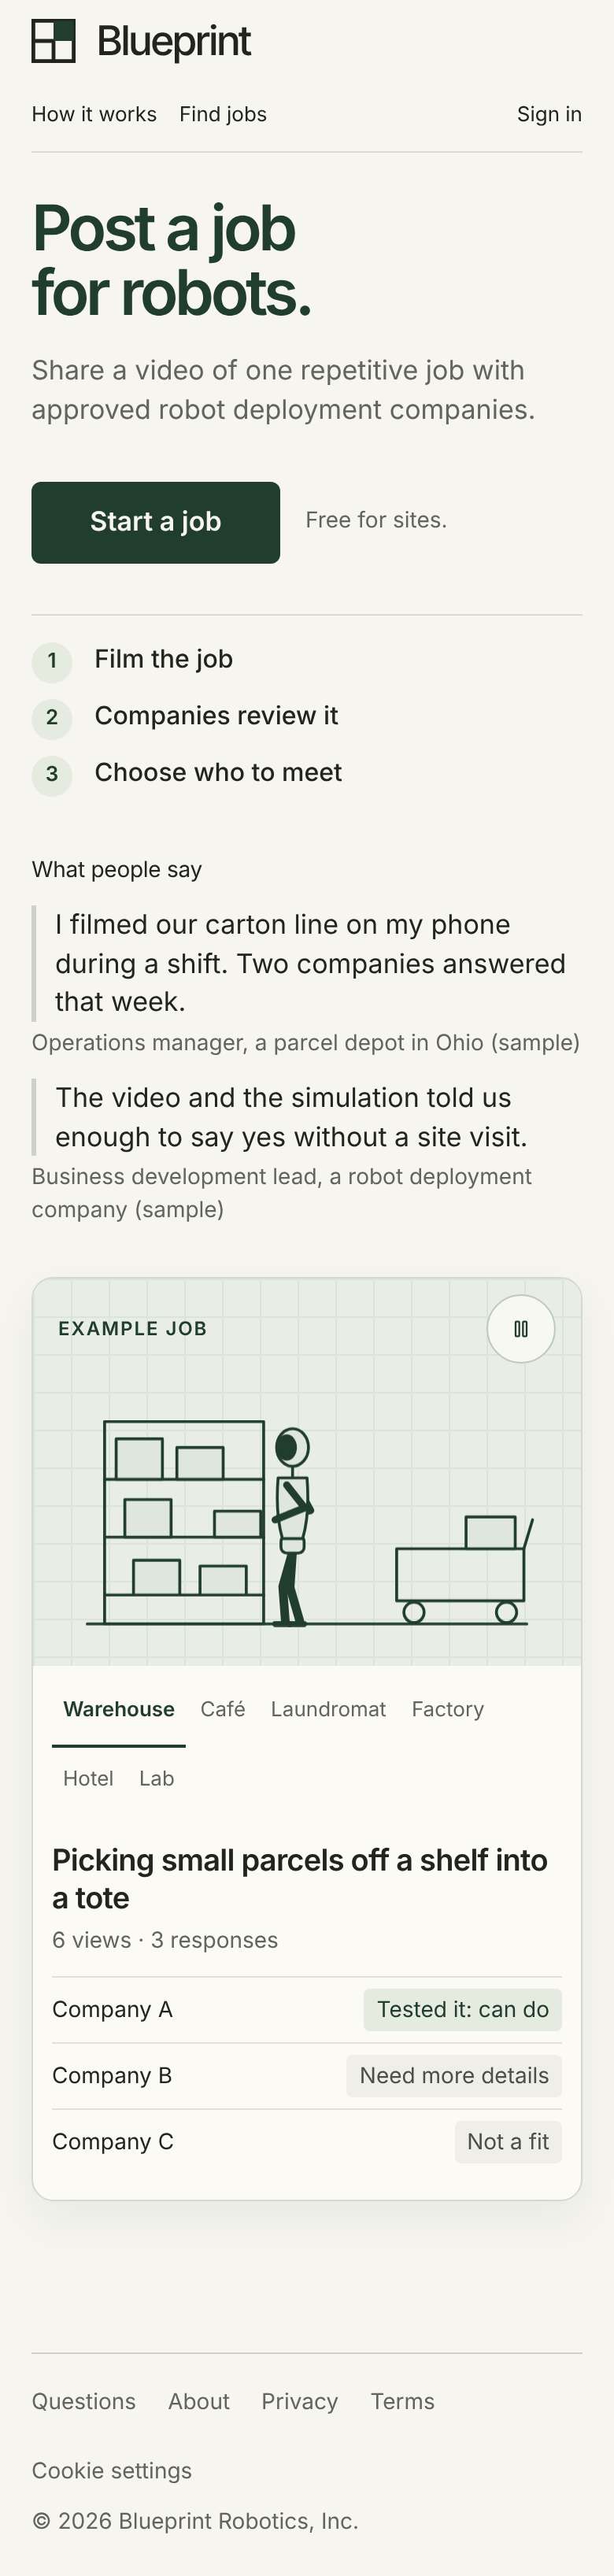 Blueprint
How it works Find jobs Sign in
Post a job
for robots.
Share a video of one repetitive job with
approved robot deployment companies.
Start a job Free for sites.
1 Film the job
2 Companies review it
3 Choose who to meet
What people say
I filmed our carton line on my phone
during a shift. Two companies answered
that week.
Operations manager, a parcel depot in Ohio (sample)
The video and the simulation told us
enough to say yes without a site visit.
Business development lead, a robot deployment
company (sample)
EXAMPLE JOB
Warehouse Café Laundromat Factory
Hotel Lab
Picking small parcels off a shelf into
a tote
6 views · 3 responses
Company A Tested it: can do
Company B Need more details
Company C Not a fit
Questions About Privacy Terms
Cookie settings
© 2026 Blueprint Robotics, Inc.